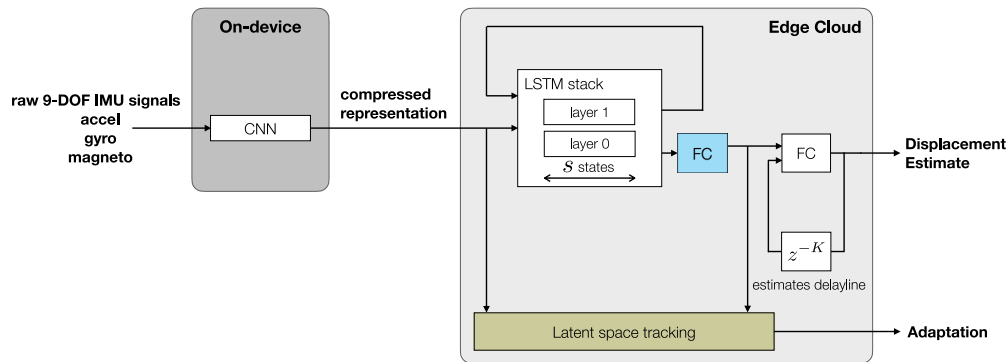 On-device
Edge Cloud
raw 9-DOF IMU signals
accel
gyro
magneto
CNN
compressed
representation
LSTM stack
layer 1
layer 0
S states
FC
FC
Displacement
Estimate
z^{-K}
estimates delayline
Latent space tracking
Adaptation